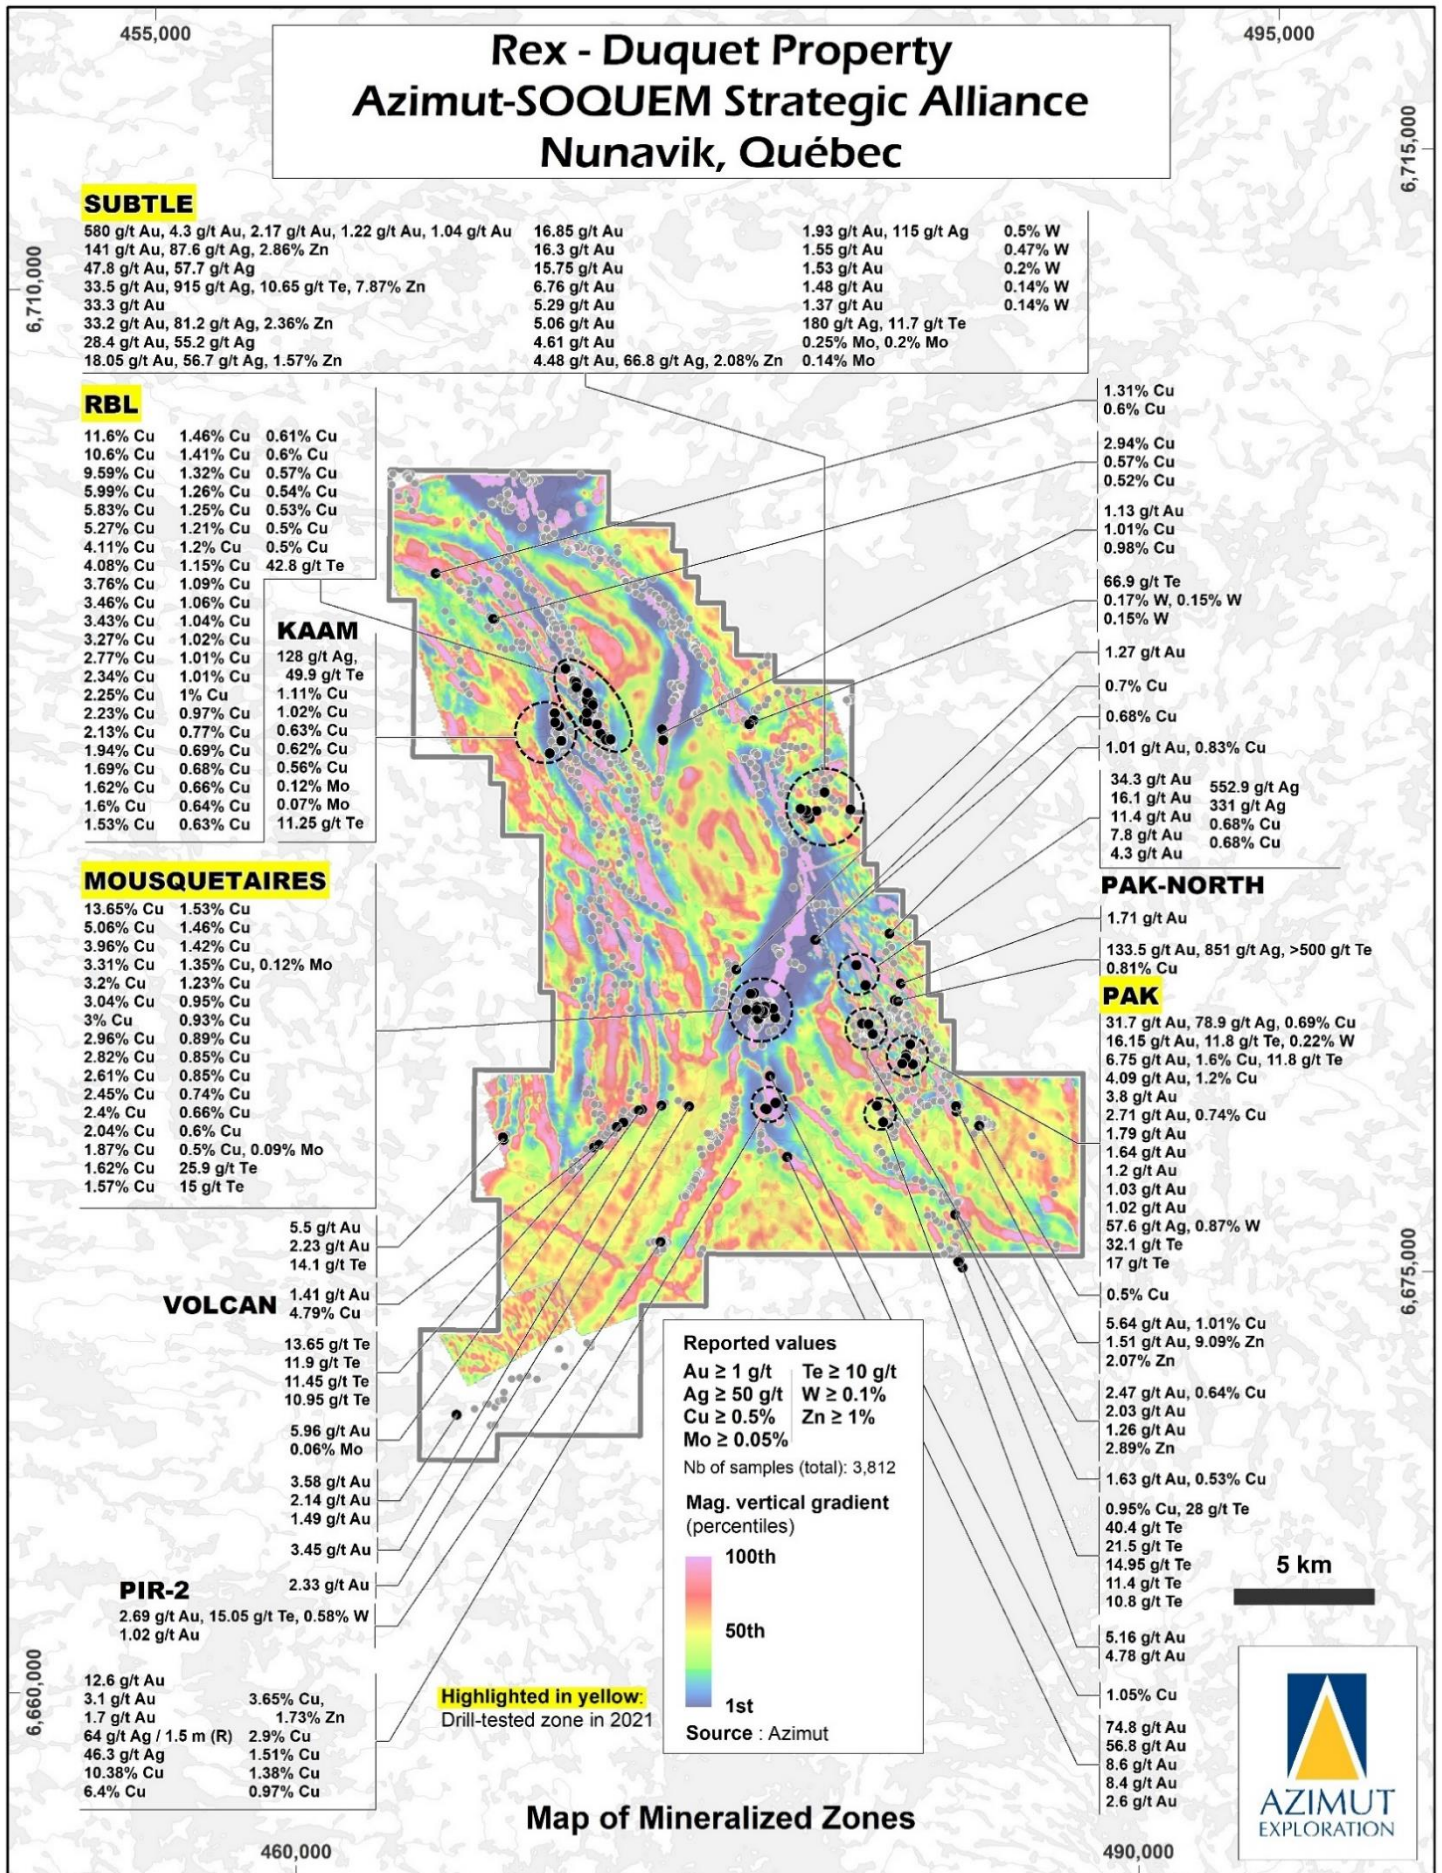 455,000
495,000
Rex - Duquet Property
Azimut-SOQUEM Strategic Alliance
Nunavik, Québec
6,715,000
6,710,000
SUBTLE
580 g/t Au, 4.3 g/t Au, 2.17 g/t Au, 1.22 g/t Au, 1.04 g/t Au
141 g/t Au, 87.6 g/t Ag, 2.86% Zn
47.8 g/t Au, 57.7 g/t Ag
33.5 g/t Au, 915 g/t Ag, 10.65 g/t Te, 7.87% Zn
33.3 g/t Au
33.2 g/t Au, 81.2 g/t Ag, 2.36% Zn
28.4 g/t Au, 55.2 g/t Ag
18.05 g/t Au, 56.7 g/t Ag, 1.57% Zn
16.85 g/t Au
16.3 g/t Au
15.75 g/t Au
6.76 g/t Au
5.29 g/t Au
5.06 g/t Au
4.61 g/t Au
4.48 g/t Au, 66.8 g/t Ag, 2.08% Zn
1.93 g/t Au, 115 g/t Ag
1.55 g/t Au
1.53 g/t Au
1.48 g/t Au
1.37 g/t Au
180 g/t Ag, 11.7 g/t Te
0.25% Mo, 0.2% Mo
0.14% Mo
0.5% W
0.47% W
0.2% W
0.14% W
0.14% W
RBL
11.6% Cu 1.46% Cu 0.61% Cu
10.6% Cu 1.41% Cu 0.6% Cu
9.59% Cu 1.32% Cu 0.57% Cu
5.99% Cu 1.26% Cu 0.54% Cu
5.83% Cu 1.25% Cu 0.53% Cu
5.27% Cu 1.21% Cu 0.5% Cu
4.11% Cu 1.2% Cu 0.5% Cu
4.08% Cu 1.15% Cu 42.8 g/t Te
3.76% Cu 1.09% Cu
3.46% Cu 1.06% Cu
3.43% Cu 1.04% Cu
3.27% Cu 1.02% Cu
2.77% Cu 1.01% Cu
2.34% Cu 1.01% Cu
2.25% Cu 1% Cu
2.23% Cu 0.97% Cu
2.13% Cu 0.77% Cu
1.94% Cu 0.69% Cu
1.69% Cu 0.68% Cu
1.62% Cu 0.66% Cu
1.6% Cu 0.64% Cu
1.53% Cu 0.63% Cu
KAAM
128 g/t Ag,
49.9 g/t Te
1.11% Cu
1.02% Cu
0.63% Cu
0.62% Cu
0.56% Cu
0.12% Mo
0.07% Mo
11.25 g/t Te
MOUSQUETAIRES
13.65% Cu 1.53% Cu
5.06% Cu 1.46% Cu
3.96% Cu 1.42% Cu
3.31% Cu 1.35% Cu, 0.12% Mo
3.2% Cu 1.23% Cu
3.04% Cu 0.95% Cu
3% Cu 0.93% Cu
2.96% Cu 0.89% Cu
2.82% Cu 0.85% Cu
2.61% Cu 0.85% Cu
2.45% Cu 0.74% Cu
2.4% Cu 0.66% Cu
2.04% Cu 0.6% Cu
1.87% Cu 0.5% Cu, 0.09% Mo
1.62% Cu 25.9 g/t Te
1.57% Cu 15 g/t Te
5.5 g/t Au
2.23 g/t Au
14.1 g/t Te
VOLCAN
1.41 g/t Au
4.79% Cu
13.65 g/t Te
11.9 g/t Te
11.45 g/t Te
10.95 g/t Te
5.96 g/t Au
0.06% Mo
3.58 g/t Au
2.14 g/t Au
1.49 g/t Au
3.45 g/t Au
2.33 g/t Au
PIR-2
2.69 g/t Au, 15.05 g/t Te, 0.58% W
1.02 g/t Au
12.6 g/t Au
3.1 g/t Au 3.65% Cu,
1.7 g/t Au 1.73% Zn
64 g/t Ag / 1.5 m (R) 2.9% Cu
46.3 g/t Ag 1.51% Cu
10.38% Cu 1.38% Cu
6.4% Cu 0.97% Cu
6,660,000
1.31% Cu
0.6% Cu
2.94% Cu
0.57% Cu
0.52% Cu
1.13 g/t Au
1.01% Cu
0.98% Cu
66.9 g/t Te
0.17% W, 0.15% W
0.15% W
1.27 g/t Au
0.7% Cu
0.68% Cu
1.01 g/t Au, 0.83% Cu
34.3 g/t Au
16.1 g/t Au
11.4 g/t Au
7.8 g/t Au
4.3 g/t Au
552.9 g/t Ag
331 g/t Ag
0.68% Cu
0.68% Cu
PAK-NORTH
1.71 g/t Au
133.5 g/t Au, 851 g/t Ag, >500 g/t Te
0.81% Cu
PAK
31.7 g/t Au, 78.9 g/t Ag, 0.69% Cu
16.15 g/t Au, 11.8 g/t Te, 0.22% W
6.75 g/t Au, 1.6% Cu, 11.8 g/t Te
4.09 g/t Au, 1.2% Cu
3.8 g/t Au
2.71 g/t Au, 0.74% Cu
1.79 g/t Au
1.64 g/t Au
1.2 g/t Au
1.03 g/t Au
1.02 g/t Au
57.6 g/t Ag, 0.87% W
32.1 g/t Te
17 g/t Te
6,675,000
0.5% Cu
5.64 g/t Au, 1.01% Cu
1.51 g/t Au, 9.09% Zn
2.07% Zn
2.47 g/t Au, 0.64% Cu
2.03 g/t Au
1.26 g/t Au
2.89% Zn
1.63 g/t Au, 0.53% Cu
0.95% Cu, 28 g/t Te
40.4 g/t Te
21.5 g/t Te
14.95 g/t Te
11.4 g/t Te
10.8 g/t Te
5.16 g/t Au
4.78 g/t Au
1.05% Cu
74.8 g/t Au
56.8 g/t Au
8.6 g/t Au
8.4 g/t Au
2.6 g/t Au
Reported values
Au ≥ 1 g/t Te ≥ 10 g/t
Ag ≥ 50 g/t W ≥ 0.1%
Cu ≥ 0.5% Zn ≥ 1%
Mo ≥ 0.05%
Nb of samples (total): 3,812
Mag. vertical gradient
(percentiles)
100th
50th
1st
Source : Azimut
Highlighted in yellow:
Drill-tested zone in 2021
5 km
AZIMUT
EXPLORATION
Map of Mineralized Zones
460,000
490,000